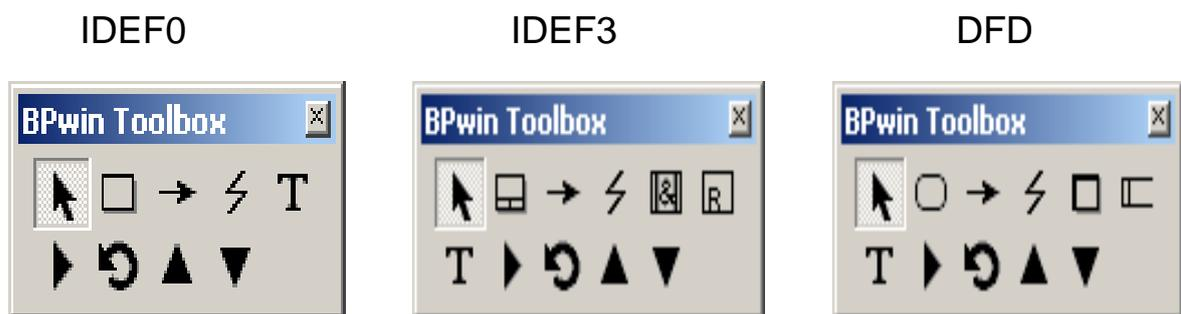 IDEF0 IDEF3 DFD
BPwin Toolbox BPwin Toolbox BPwin Toolbox
T
& R
T T